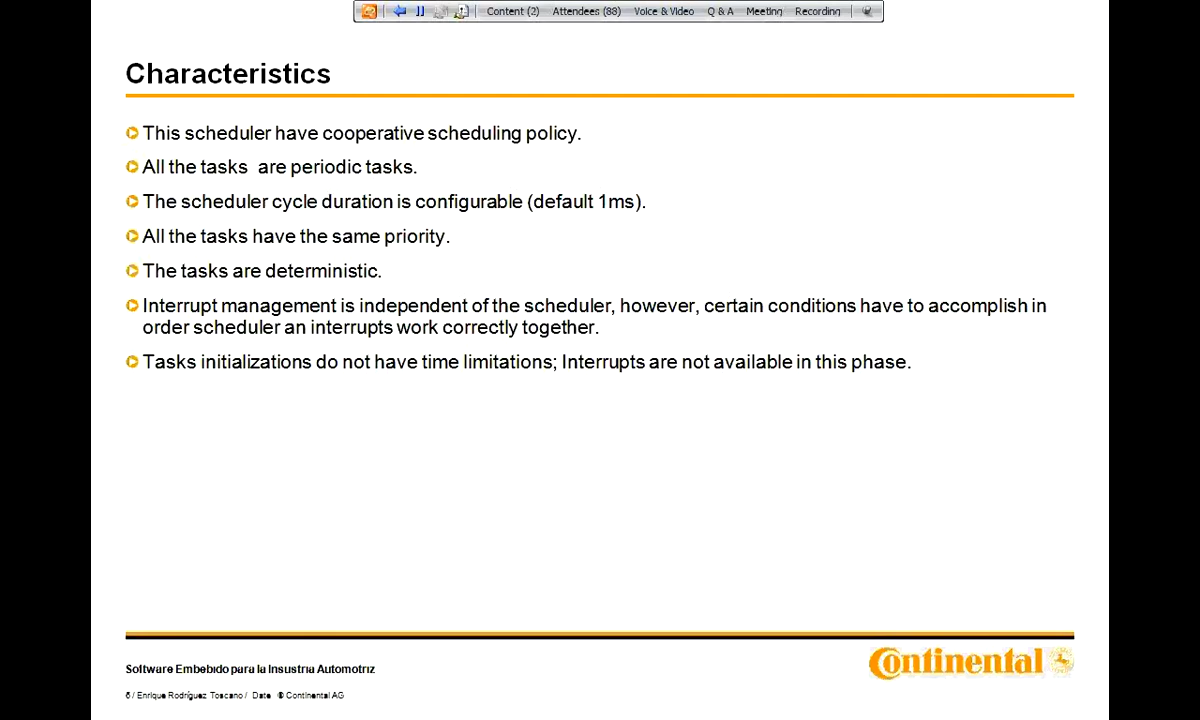 Content (2) Attendees (83) Voice & Video Q & A Meeting Recording
Characteristics
This scheduler have cooperative scheduling policy.
All the tasks are periodic tasks.
The scheduler cycle duration is configurable (default 1ms).
All the tasks have the same priority.
The tasks are deterministic.
Interrupt management is independent of the scheduler, however, certain conditions have to accomplish in
order scheduler an interrupts work correctly together.
Tasks initializations do not have time limitations; Interrupts are not available in this phase.
Software Embebido para la Insustria Automotriz
Continental
6 / Enrique Rodríguez Toscano / Date © Continental AG